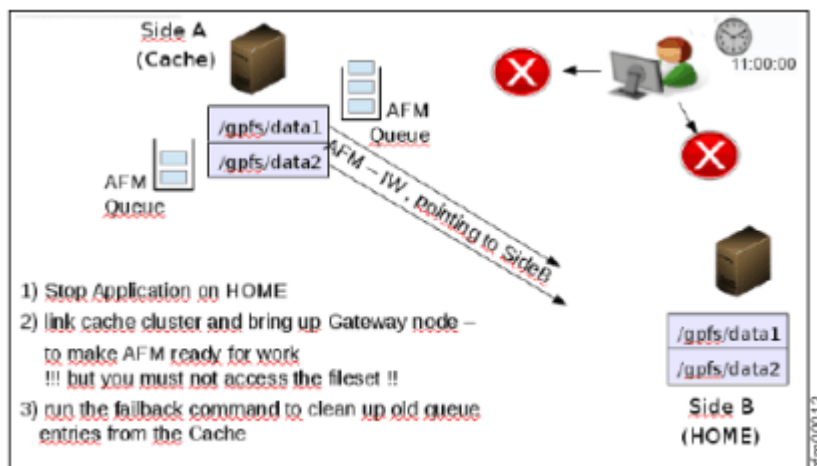 Side A
(Cache)
11:00:00
/gpfs/data1
/gpfs/data2
AFM
Queue
AFM
Queue
AFM – IW , pointing to SideB
1) Stop Application on HOME
2) link cache cluster and bring up Gateway node –
to make AFM ready for work
!!! but you must not access the fileset !!
3) run the failback command to clean up old queue
entries from the Cache
/gpfs/data1
/gpfs/data2
Side B
(HOME)